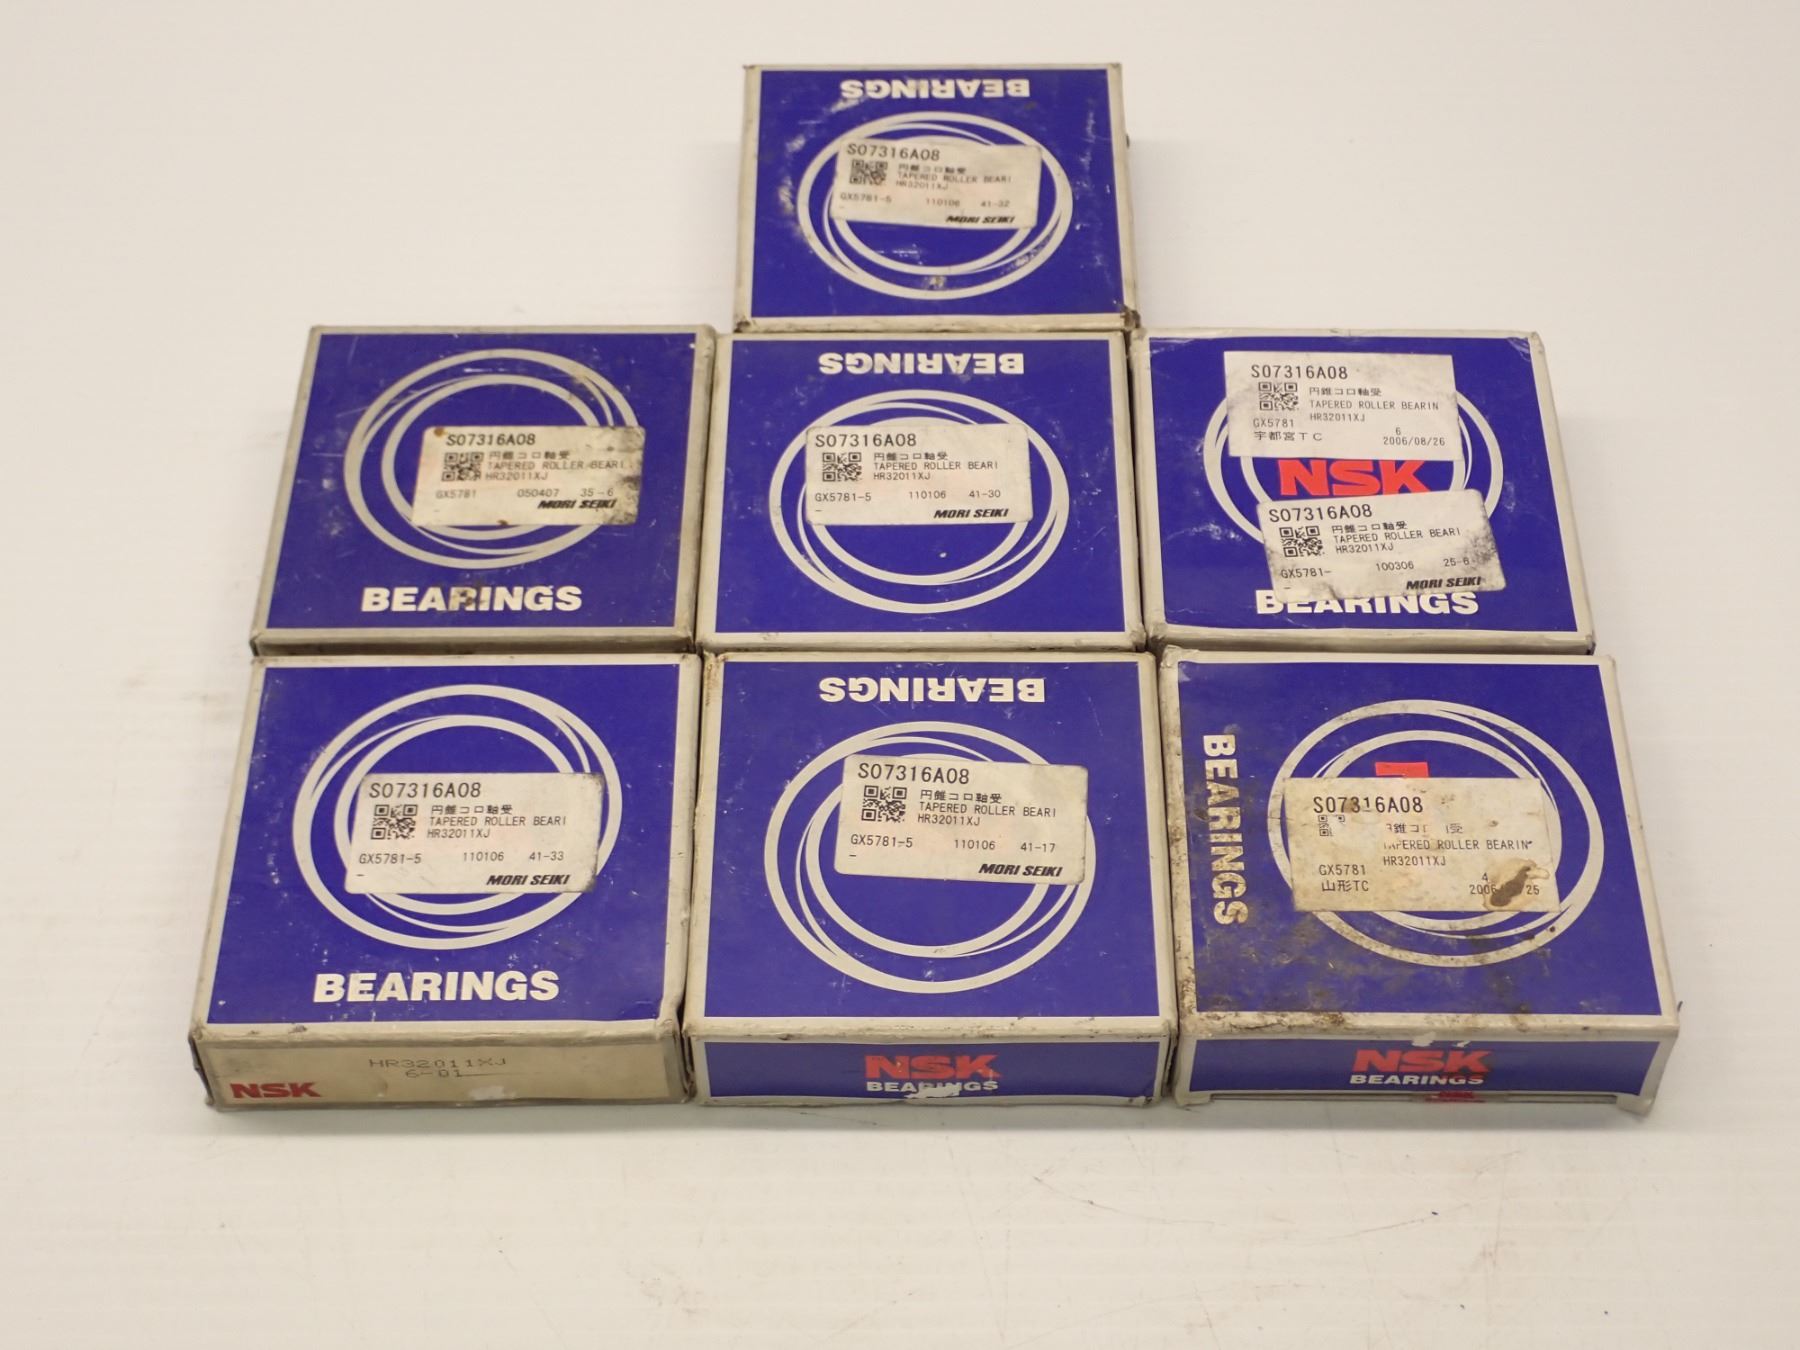 BEARINGS
S07316A08
円錐コロ軸受
TAPERED ROLLER BEARI
HR32011XJ
GX5781-5 110106 41-32
MORI SEIKI
S07316A08
円錐コロ軸受
TAPERED ROLLER BEARI
HR32011XJ
GX5781 050407 35-6
MORI SEIKI
BEARINGS
BEARINGS
S07316A08
円錐コロ軸受
TAPERED ROLLER BEARI
HR32011XJ
GX5781-5 110106 41-30
-
MORI SEIKI
S07316A08
円錐コロ軸受
TAPERED ROLLER BEARIN
HR32011XJ
GX5781 6
宇都宮TC 2006/08/26
NSK
S07316A08
円錐コロ軸受
TAPERED ROLLER BEARI
HR32011XJ
GX5781- 100306 25-6
-
MORI SEIKI
BEARINGS
S07316A08
円錐コロ軸受
TAPERED ROLLER BEARI
HR32011XJ
GX5781-5 110106 41-33
-
MORI SEIKI
BEARINGS
HR32011XJ
6-01
NSK
BEARINGS
S07316A08
円錐コロ軸受
TAPERED ROLLER BEARI
HR32011XJ
GX5781-5 110106 41-17
-
MORI SEIKI
NSK
BEARINGS
BEARINGS
S07316A08
錐コ 受
TAPERED ROLLER BEARIN
HR32011XJ
GX5781 4
山形TC
NSK
BEARINGS
NSK